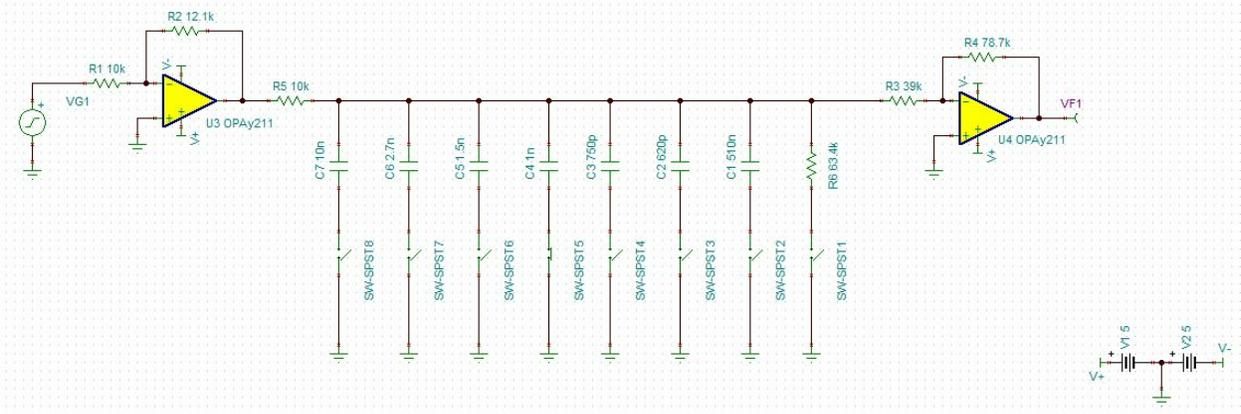 R2 12.1k
R1 10k
V-
VG1
+
U3 OPAy211
V+
R5 10k
C7 10n
C6 2.7n
C5 1.5n
C4 1n
C3 750p
C2 620p
C1 510n
R6 63.4k
SW-SPST8
SW-SPST7
SW-SPST6
SW-SPST5
SW-SPST4
SW-SPST3
SW-SPST2
SW-SPST1
R4 78.7k
R3 39k
V-
VF1
U4 OPAy211
V+
V1 5
V2 5
+
+
V+
V-